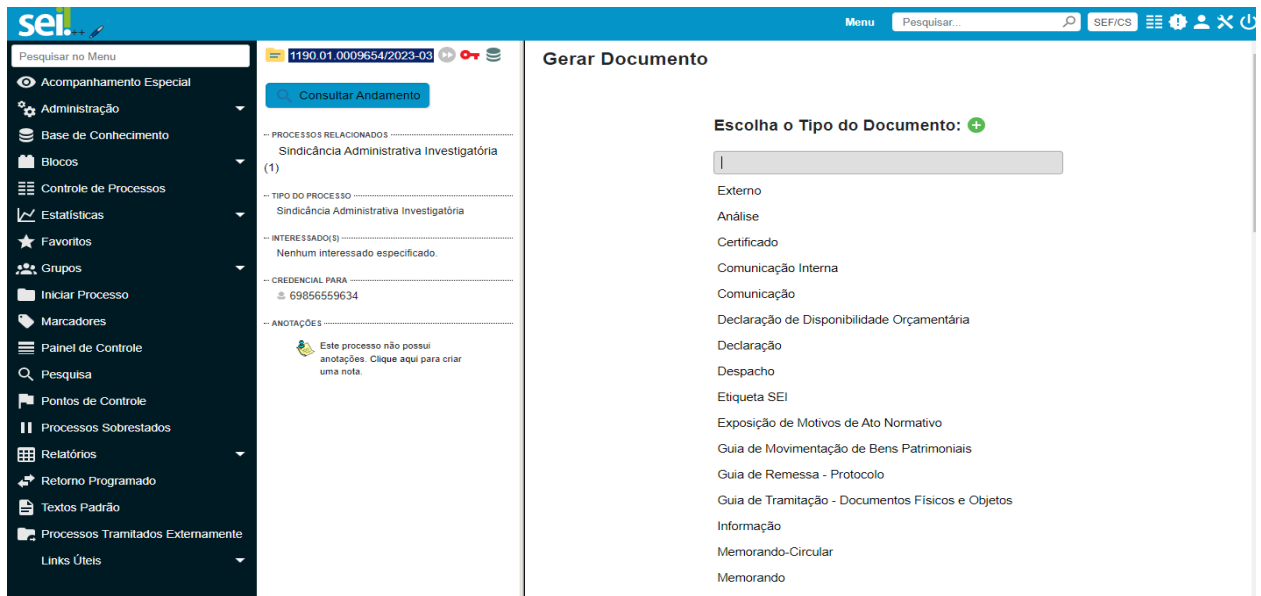 sei! ++
Menu
Pesquisar...
SEF/CS
Pesquisar no Menu
Acompanhamento Especial
Administração
Base de Conhecimento
Blocos
Controle de Processos
Estatísticas
Favoritos
Grupos
Iniciar Processo
Marcadores
Painel de Controle
Pesquisa
Pontos de Controle
Processos Sobrestados
Relatórios
Retorno Programado
Textos Padrão
Processos Tramitados Externamente
Links Úteis
1190.01.0009654/2023-03
Consultar Andamento
PROCESSOS RELACIONADOS
Sindicância Administrativa Investigatória
(1)
TIPO DO PROCESSO
Sindicância Administrativa Investigatória
INTERESSADO(S)
Nenhum interessado especificado.
CREDENCIAL PARA
69856559634
ANOTAÇÕES
Este processo não possui
anotações. Clique aqui para criar
uma nota.
Gerar Documento
Escolha o Tipo do Documento:
Externo
Análise
Certificado
Comunicação Interna
Comunicação
Declaração de Disponibilidade Orçamentária
Declaração
Despacho
Etiqueta SEI
Exposição de Motivos de Ato Normativo
Guia de Movimentação de Bens Patrimoniais
Guia de Remessa - Protocolo
Guia de Tramitação - Documentos Físicos e Objetos
Informação
Memorando-Circular
Memorando